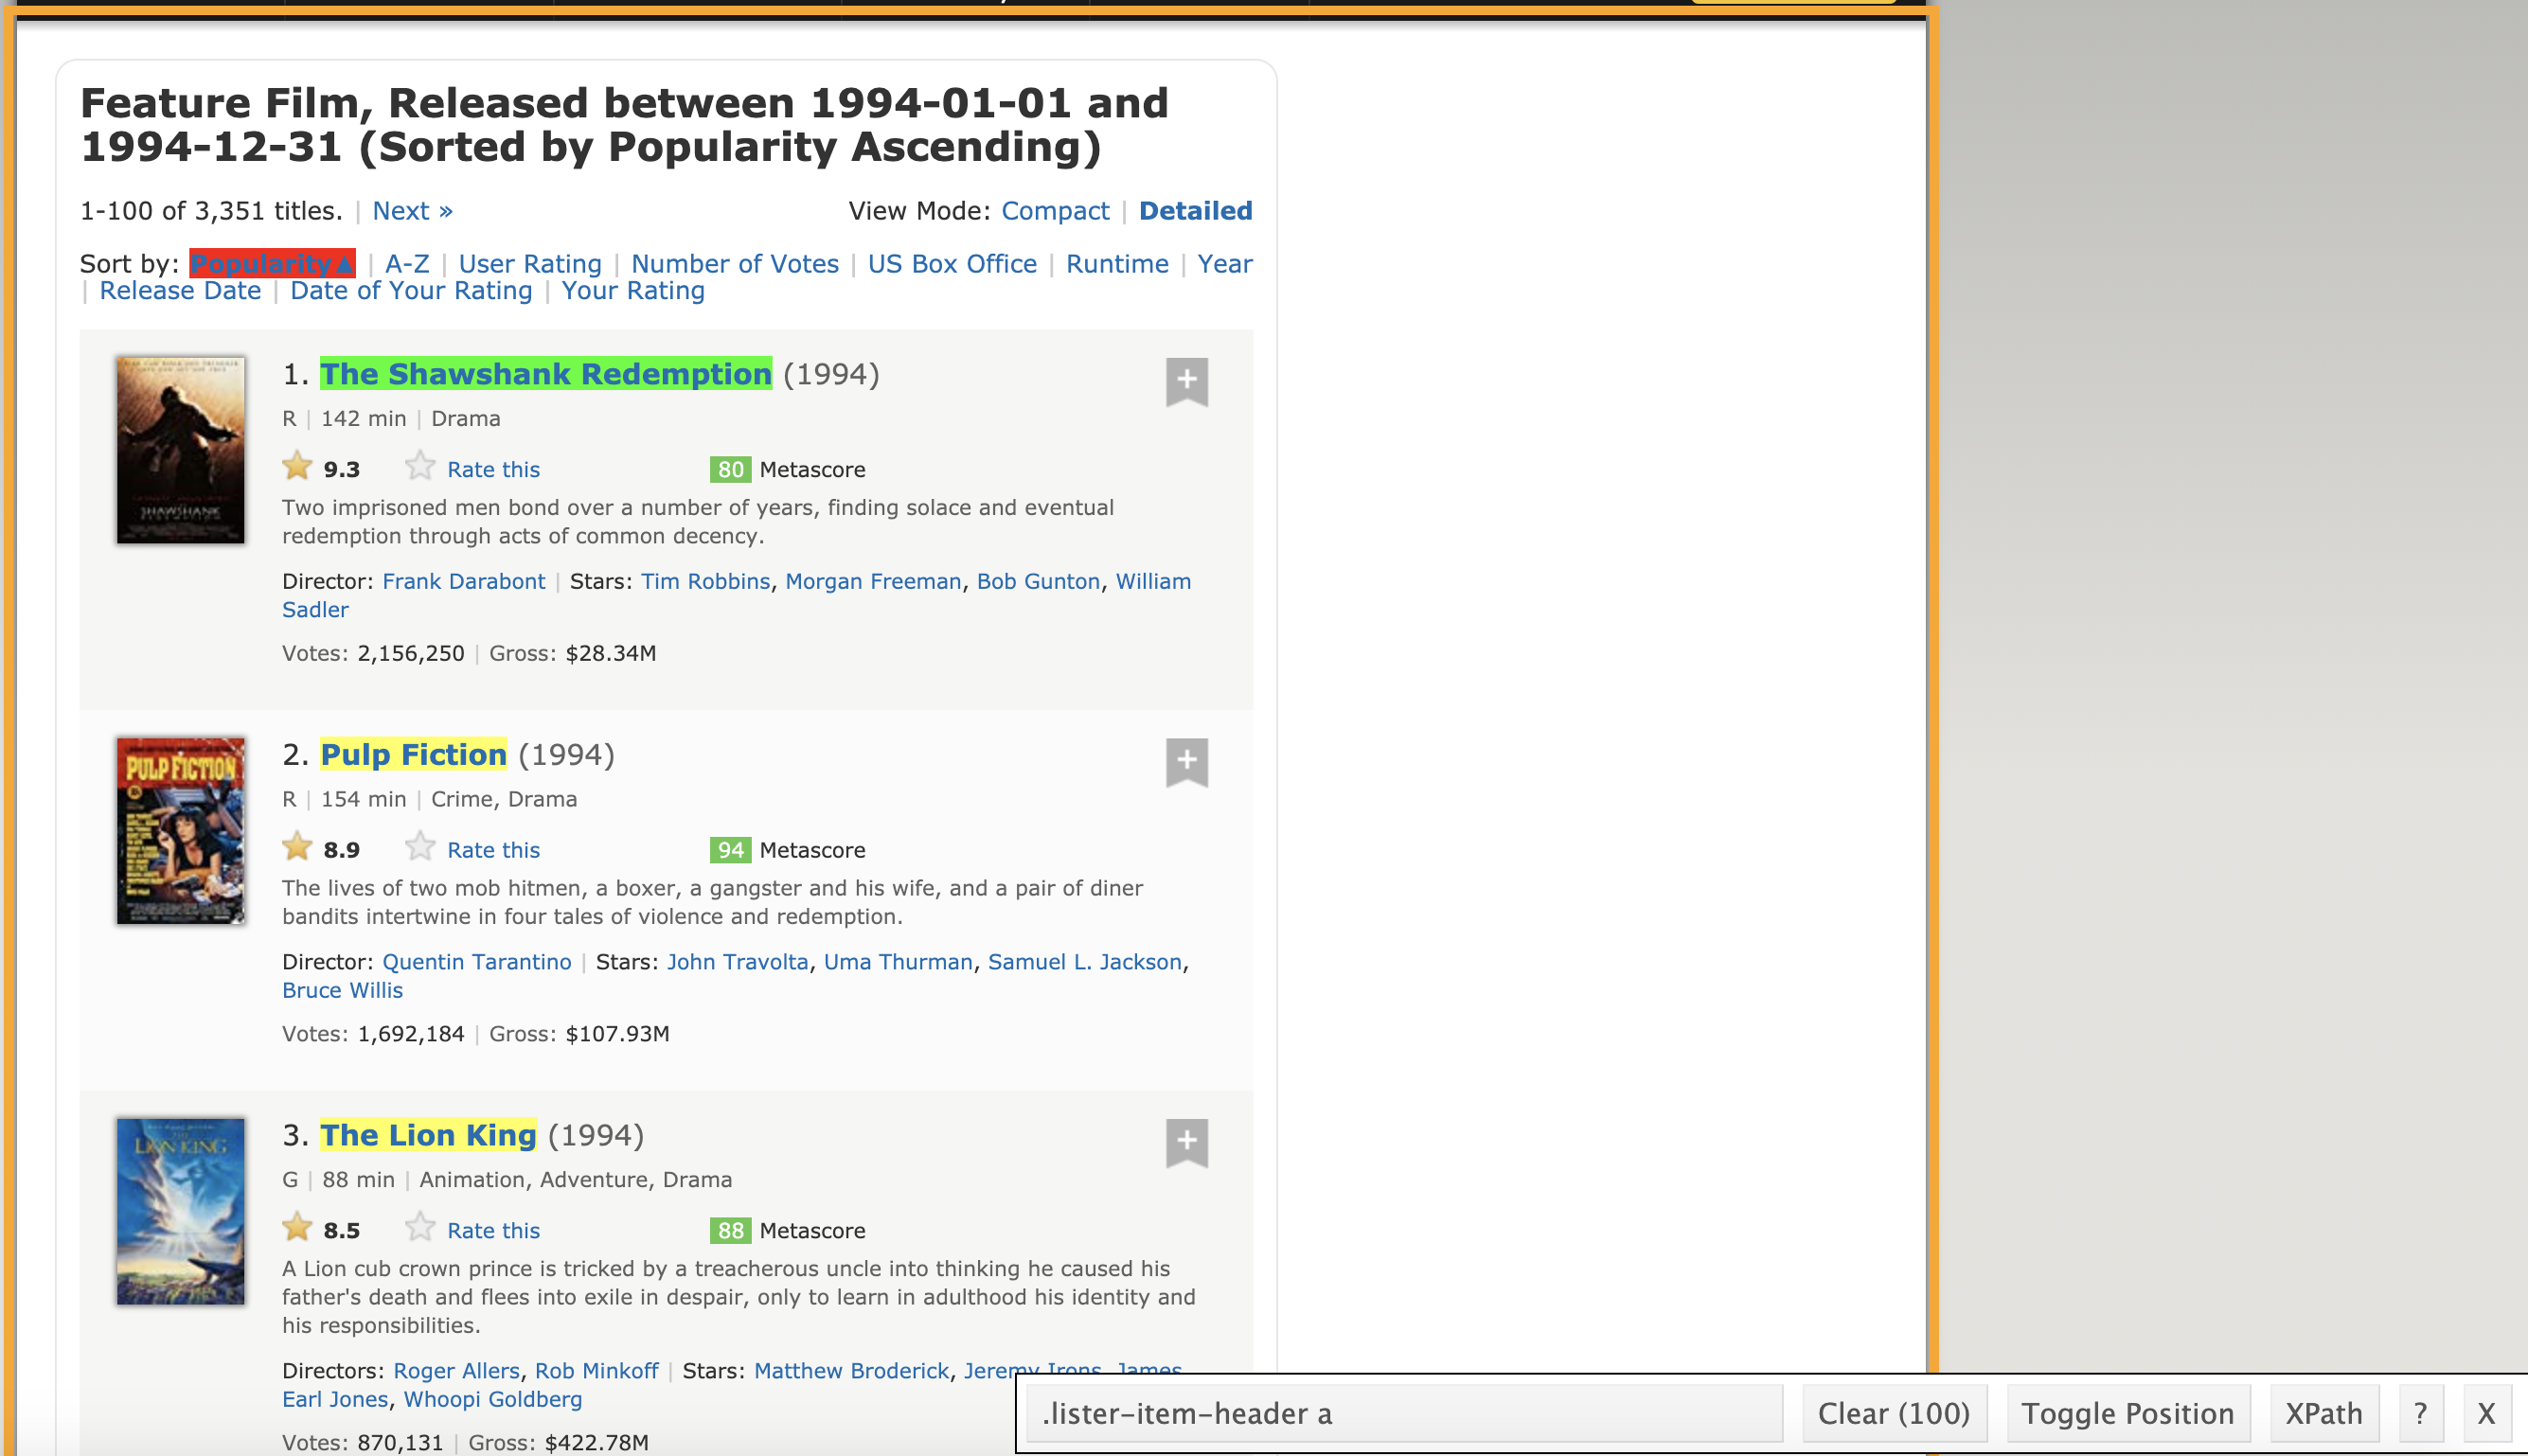 Feature Film, Released between 1994-01-01 and
1994-12-31 (Sorted by Popularity Ascending)
1-100 of 3,351 titles. | Next » View Mode: Compact | Detailed
Sort by: Popularity▲ | A-Z | User Rating | Number of Votes | US Box Office | Runtime | Year
| Release Date | Date of Your Rating | Your Rating
1. The Shawshank Redemption (1994)
R | 142 min | Drama
9.3 Rate this 80 Metascore
Two imprisoned men bond over a number of years, finding solace and eventual
redemption through acts of common decency.
Director: Frank Darabont | Stars: Tim Robbins, Morgan Freeman, Bob Gunton, William
Sadler
Votes: 2,156,250 | Gross: $28.34M
SHAWSHANK
2. Pulp Fiction (1994)
R | 154 min | Crime, Drama
8.9 Rate this 94 Metascore
The lives of two mob hitmen, a boxer, a gangster and his wife, and a pair of diner
bandits intertwine in four tales of violence and redemption.
Director: Quentin Tarantino | Stars: John Travolta, Uma Thurman, Samuel L. Jackson,
Bruce Willis
Votes: 1,692,184 | Gross: $107.93M
PULP FICTION
3. The Lion King (1994)
G | 88 min | Animation, Adventure, Drama
8.5 Rate this 88 Metascore
A Lion cub crown prince is tricked by a treacherous uncle into thinking he caused his
father's death and flees into exile in despair, only to learn in adulthood his identity and
his responsibilities.
Directors: Roger Allers, Rob Minkoff | Stars: Matthew Broderick, Jeremy Irons, James
Earl Jones, Whoopi Goldberg
Votes: 870,131 | Gross: $422.78M
LION KING
.lister-item-header a Clear (100) Toggle Position XPath ? X